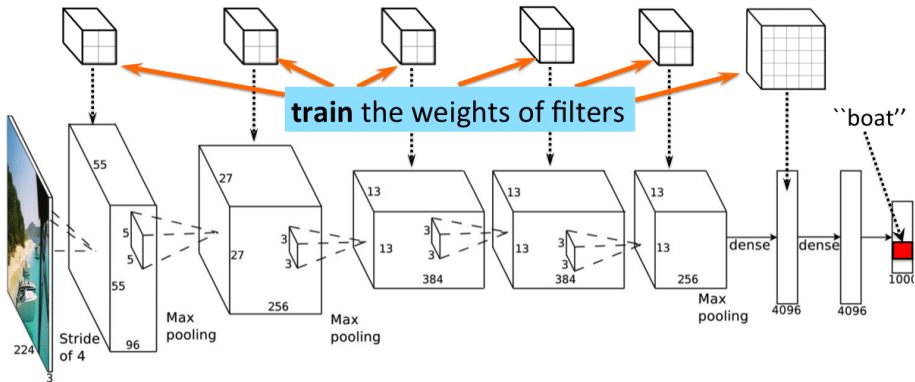 train the weights of filters
``boat''
55
27
13
13
13
5
5
55
27
3
3
13
3
3
13
3
3
13
dense
dense
384
384
256
1000
256
Max
pooling
4096
4096
Max
pooling
Max
pooling
96
Stride
of 4
224
3